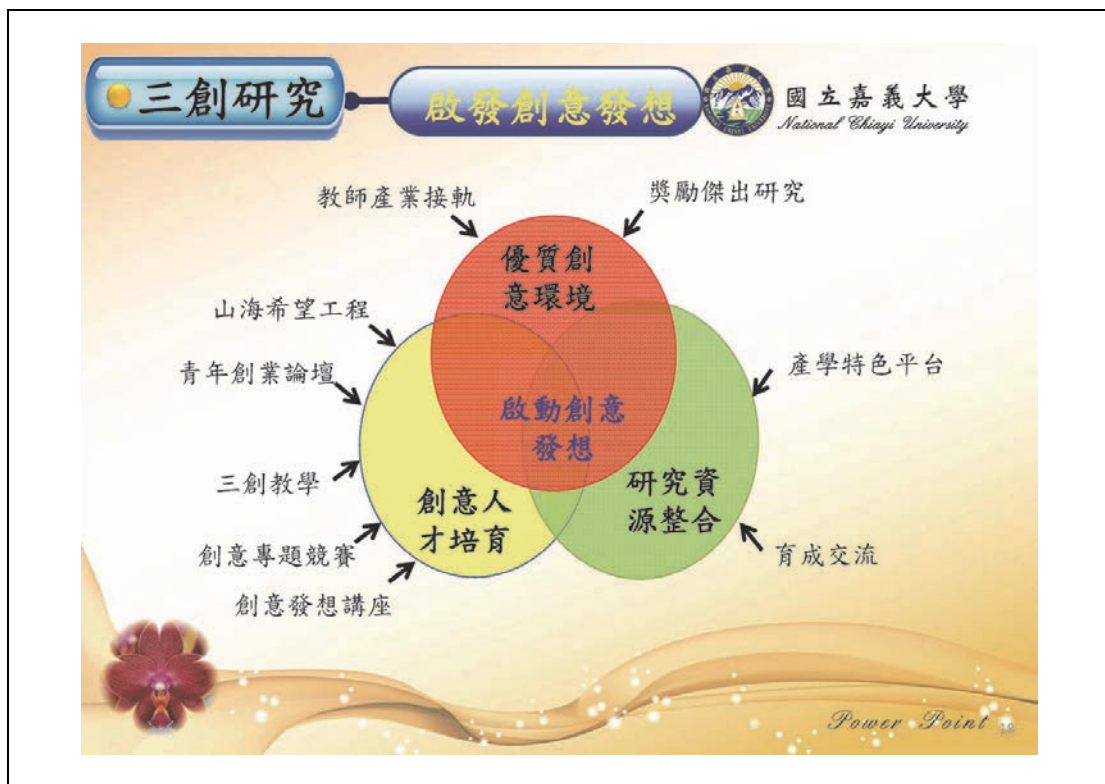 三創研究
啟發創意發想
國立嘉義大學
National Chiayi University
教師產業接軌
獎勵傑出研究
優質創
意環境
山海希望工程
青年創業論壇
產學特色平台
啟動創意
發想
三創教學
創意人
才培育
研究資
源整合
創意專題競賽
育成交流
創意發想講座
Power Point
19